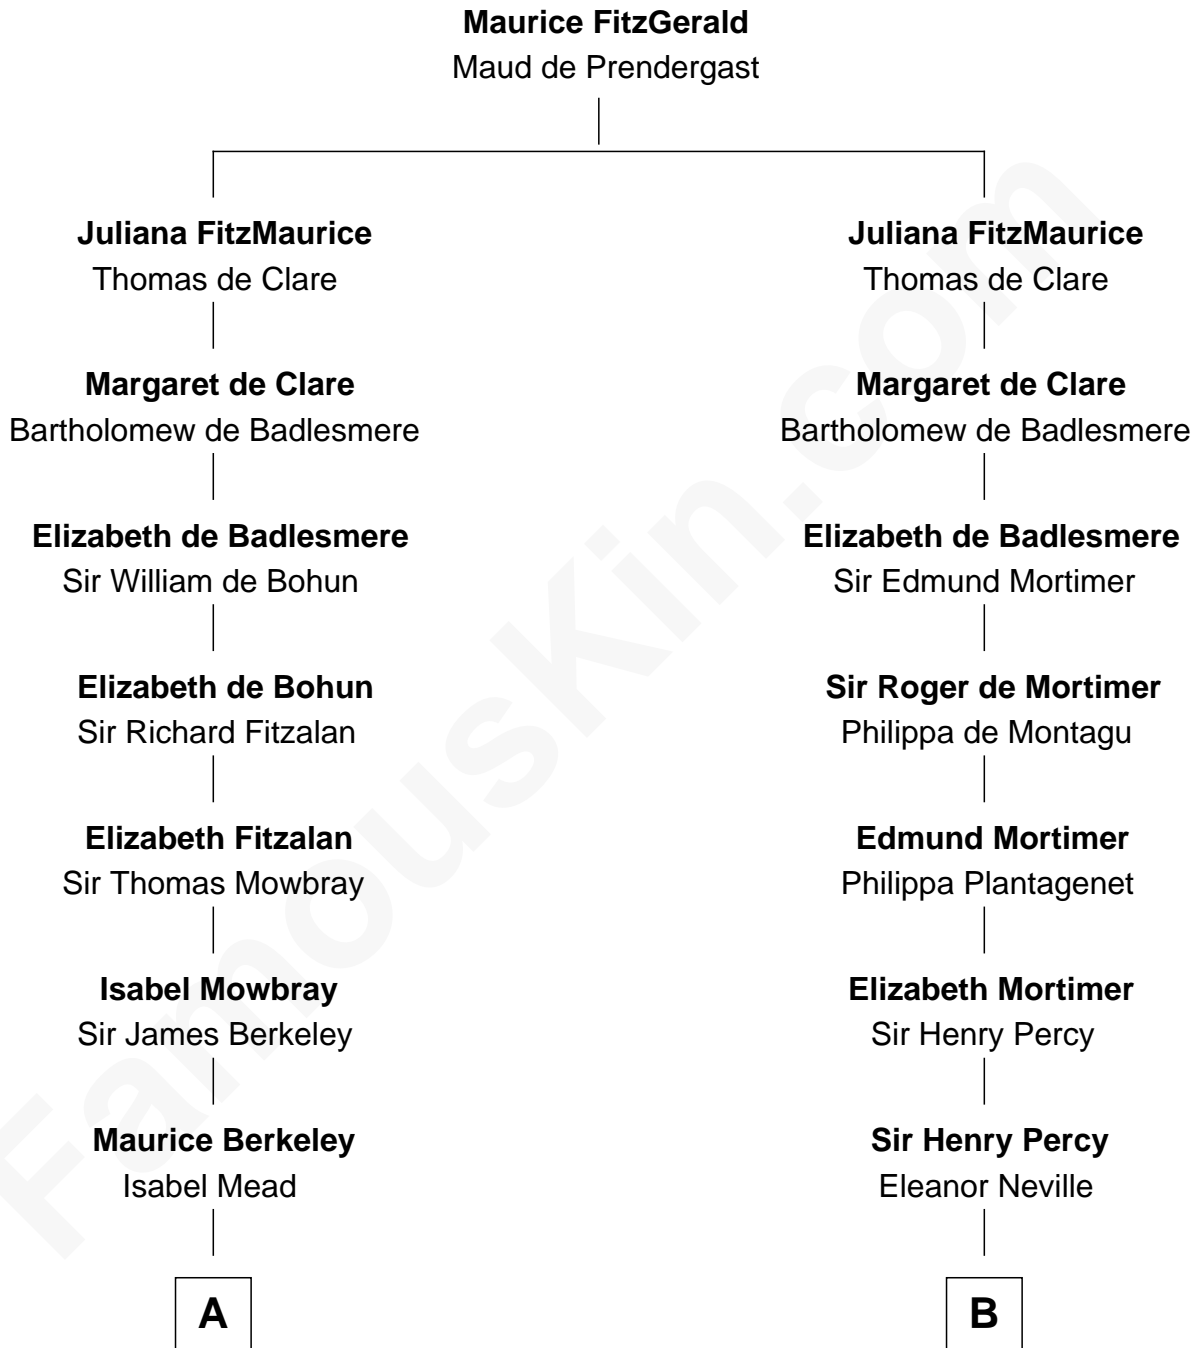 Maurice FitzGerald
Maud de Prendergast
Juliana FitzMaurice
Thomas de Clare
Juliana FitzMaurice
Thomas de Clare
Margaret de Clare
Bartholomew de Badlesmere
Margaret de Clare
Bartholomew de Badlesmere
Elizabeth de Badlesmere
Sir William de Bohun
Elizabeth de Badlesmere
Sir Edmund Mortimer
Elizabeth de Bohun
Sir Richard Fitzalan
Sir Roger de Mortimer
Philippa de Montagu
Elizabeth Fitzalan
Sir Thomas Mowbray
Edmund Mortimer
Philippa Plantagenet
Isabel Mowbray
Sir James Berkeley
Elizabeth Mortimer
Sir Henry Percy
Maurice Berkeley
Isabel Mead
Sir Henry Percy
Eleanor Neville
A
B
FamousKin.com